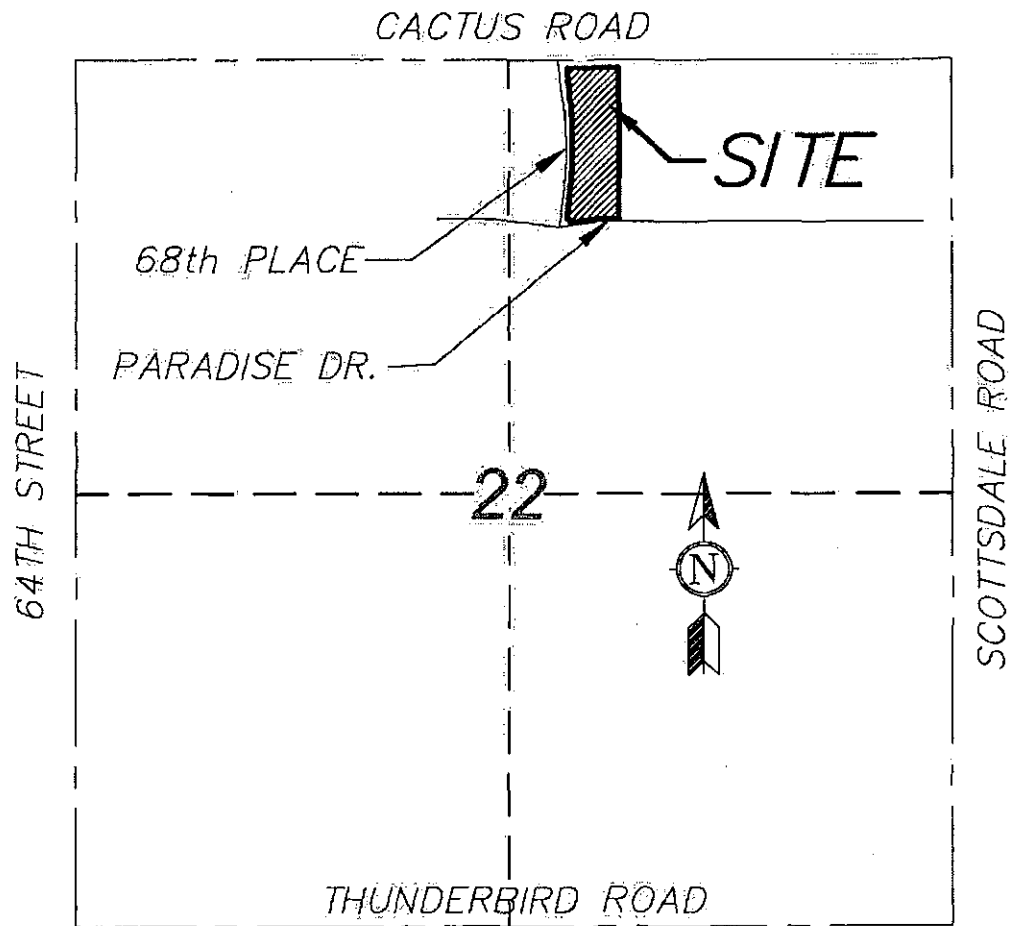 CACTUS ROAD
SITE
68th PLACE
PARADISE DR.
64TH STREET
SCOTTSDALE ROAD
22
N
THUNDERBIRD ROAD